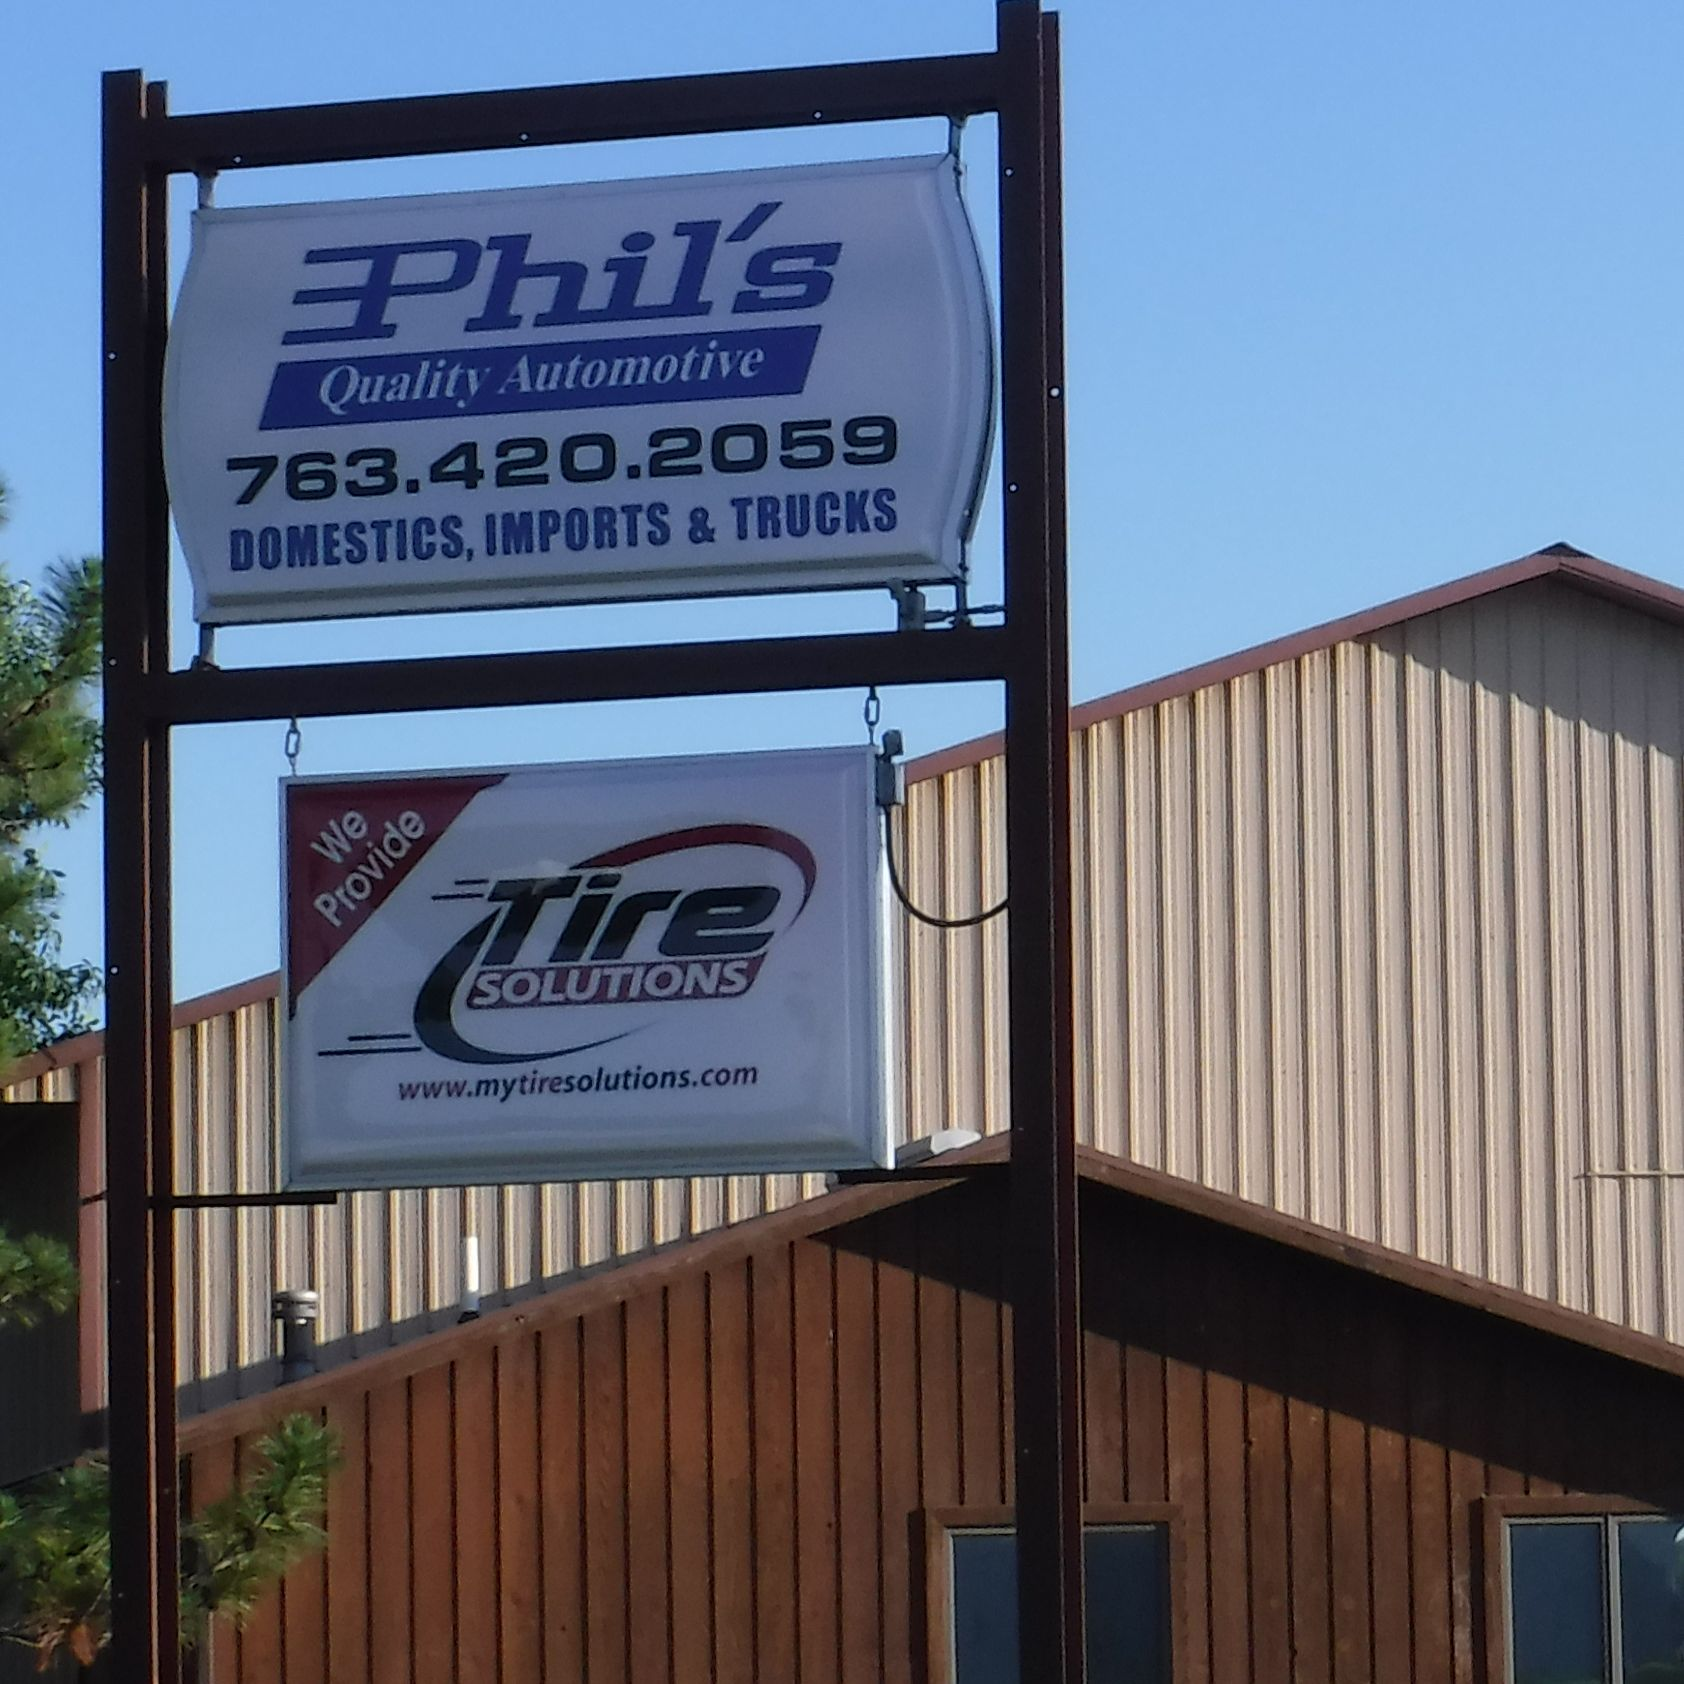 Phil's
Quality Automotive
763.420.2059
DOMESTICS, IMPORTS & TRUCKS
We
Provide
Tire
SOLUTIONS
www.mytiresolutions.com